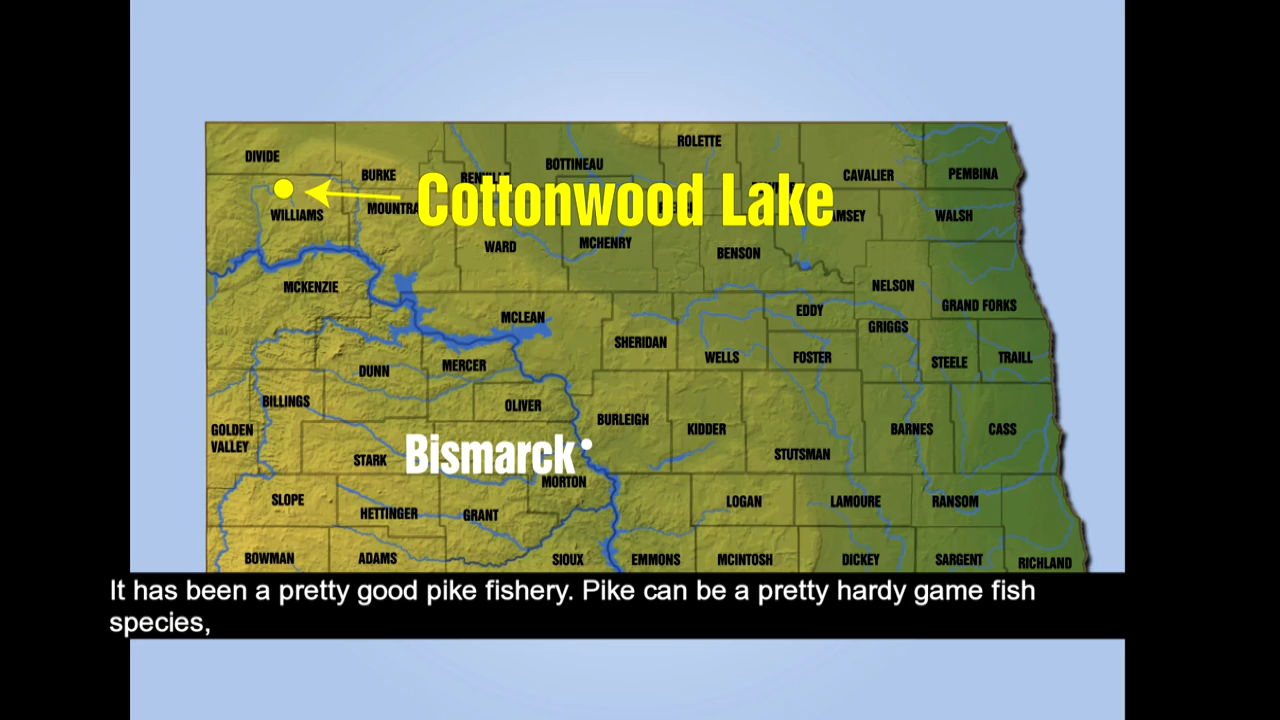 ROLETTE
DIVIDE
BOTTINEAU
BURKE
CAVALIER
PEMBINA
Cottonwood Lake
WILLIAMS
WALSH
WARD
MCHENRY
BENSON
MCKENZIE
NELSON
GRAND FORKS
EDDY
MCLEAN
GRIGGS
SHERIDAN
WELLS
FOSTER
STEELE
TRAILL
DUNN
MERCER
BILLINGS
OLIVER
BURLEIGH
KIDDER
BARNES
CASS
GOLDEN
VALLEY
STARK
Bismarck
STUTSMAN
MORTON
SLOPE
HETTINGER
GRANT
LOGAN
LAMOURE
RANSOM
BOWMAN
ADAMS
SIOUX
EMMONS
MCINTOSH
DICKEY
SARGENT
RICHLAND
It has been a pretty good pike fishery. Pike can be a pretty hardy game fish
species,